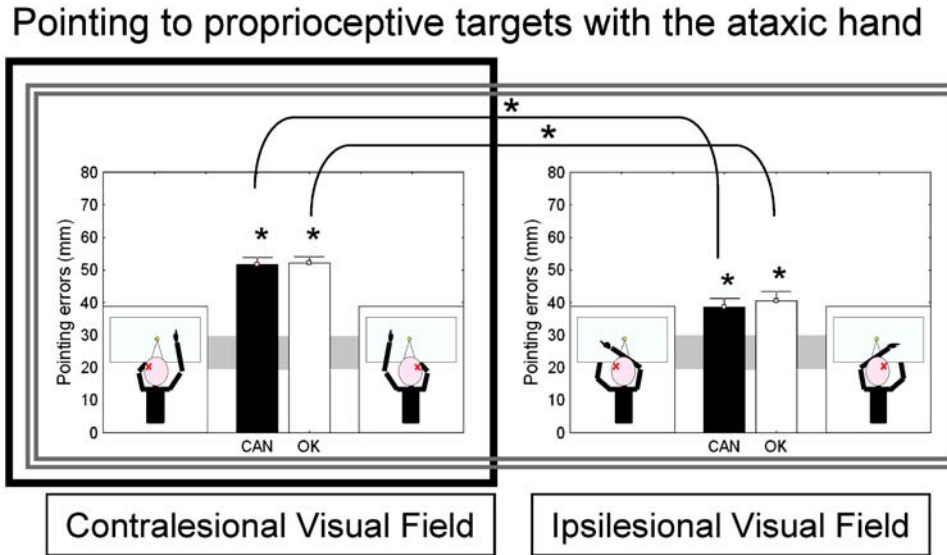 Pointing to proprioceptive targets with the ataxic hand
*
*
Pointing errors (mm)
80
70
60
50
40
30
20
10
0
* *
x
x
CAN OK
Pointing errors (mm)
80
70
60
50
40
30
20
10
0
* *
x
x
CAN OK
Contralesional Visual Field
Ipsilesional Visual Field